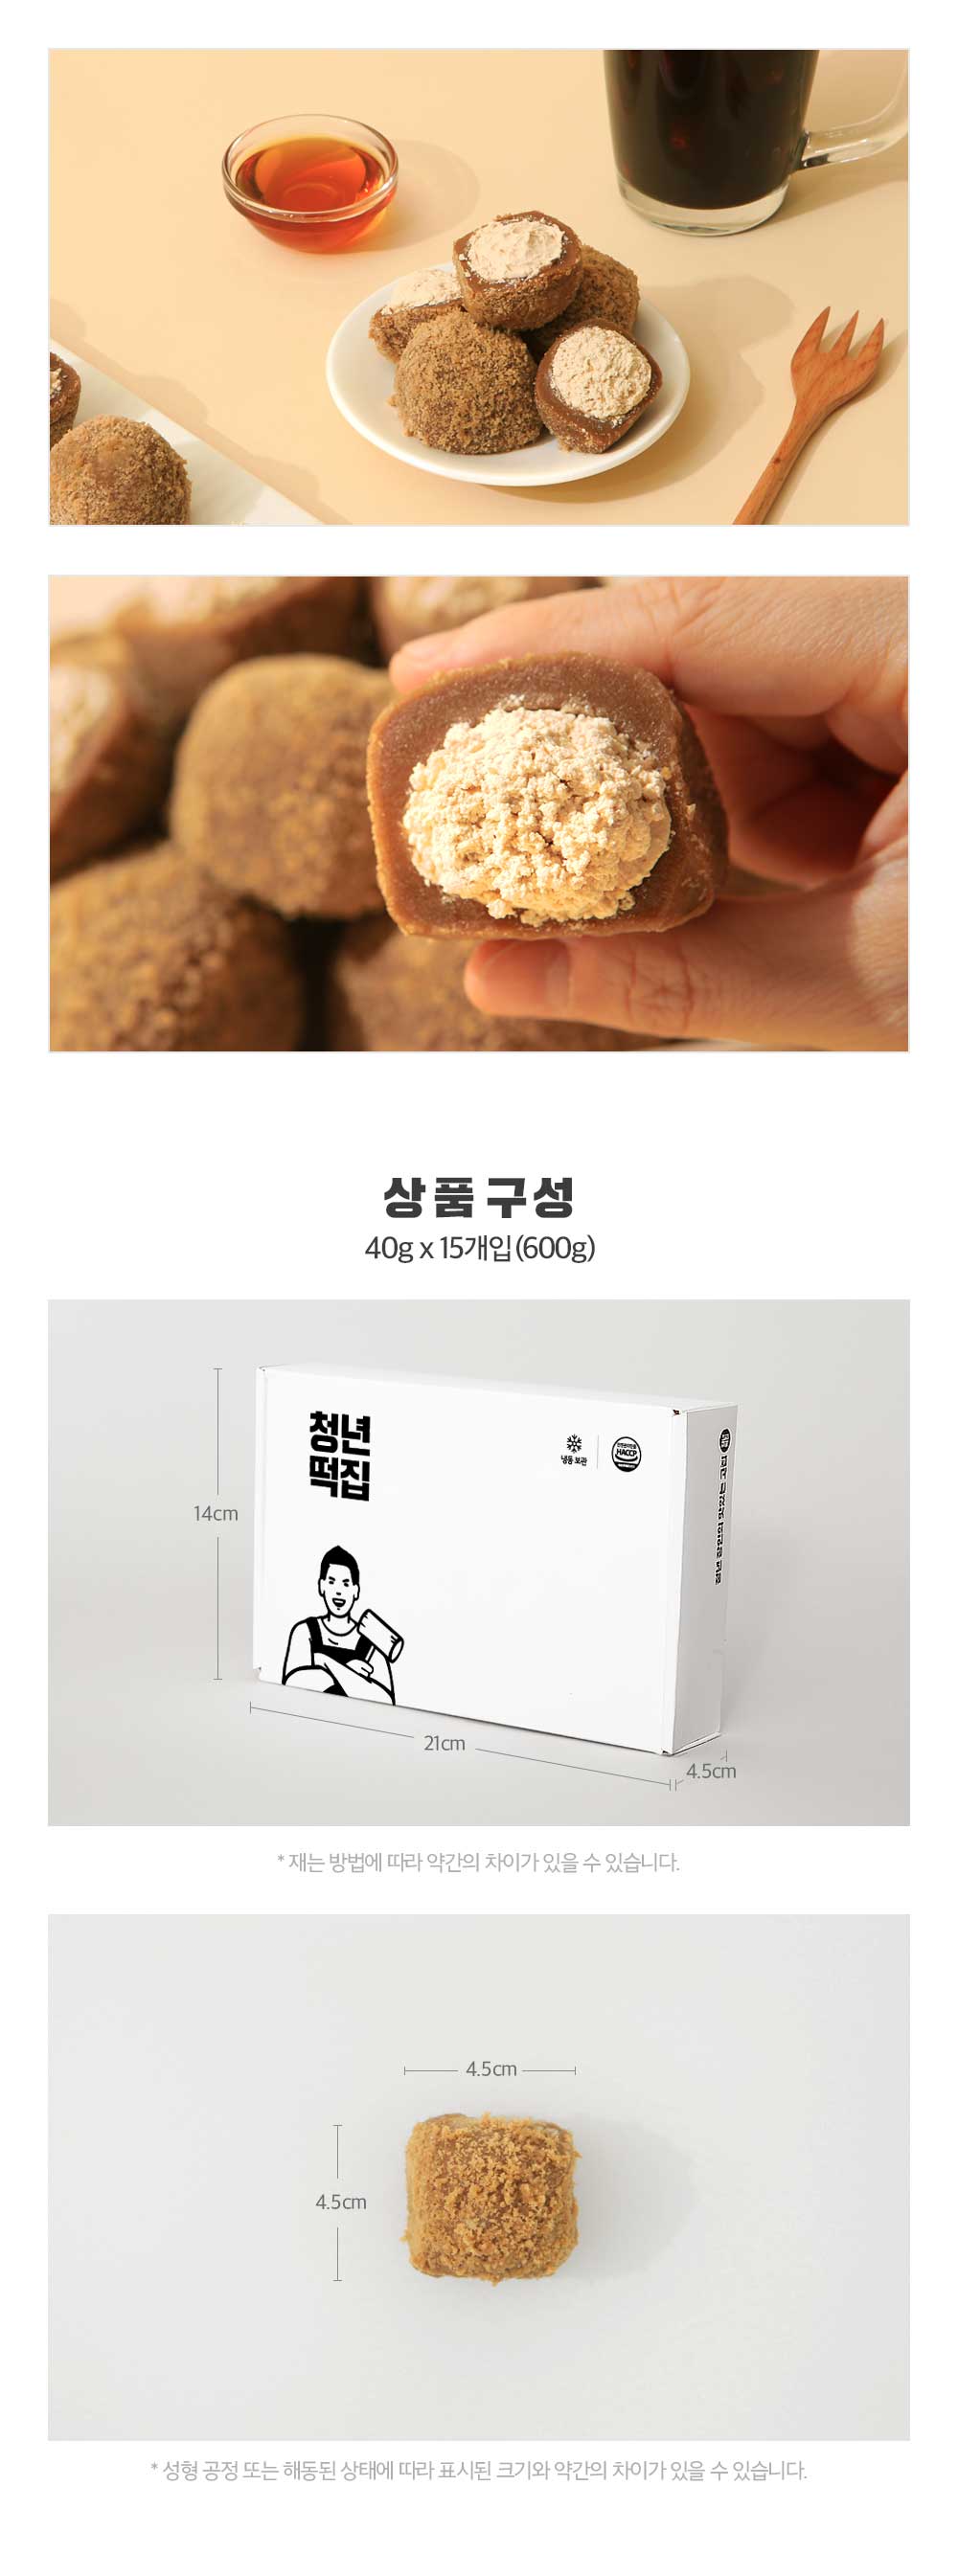 상품 구성
40g x 15개입(600g)
청년
떡집
냉동 보관
HACCP
14cm
21cm
4.5cm
* 재는 방법에 따라 약간의 차이가 있을 수 있습니다.
4.5cm
4.5cm
* 성형 공정 또는 해동된 상태에 따라 표시된 크기와 약간의 차이가 있을 수 있습니다.